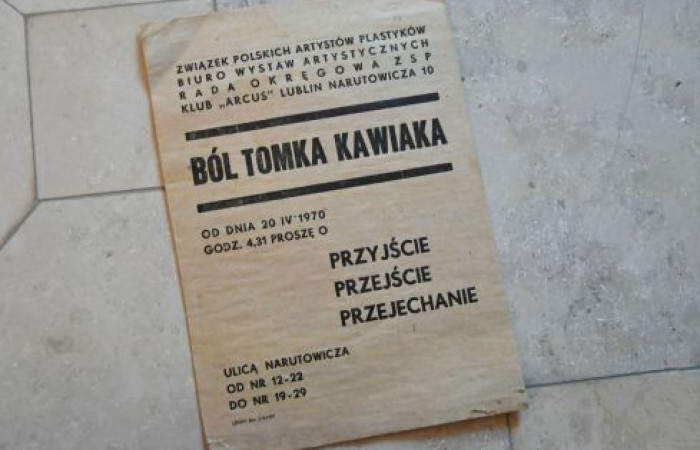 ZWIĄZEK POLSKICH ARTYSTÓW PLASTYKÓW
BIURO WYSTAW ARTYSTYCZNYCH
RADA OKRĘGOWA ZSP
KLUB „ARCUS" LUBLIN NARUTOWICZA 10
BÓL TOMKA KAWIAKA
OD DNIA 20 IV 1970
GODZ. 4,31 PROSZĘ O
PRZYJŚCIE
PRZEJŚCIE
PRZEJECHANIE
ULICĄ NARUTOWICZA
OD NR 12-22
DO NR 19-29